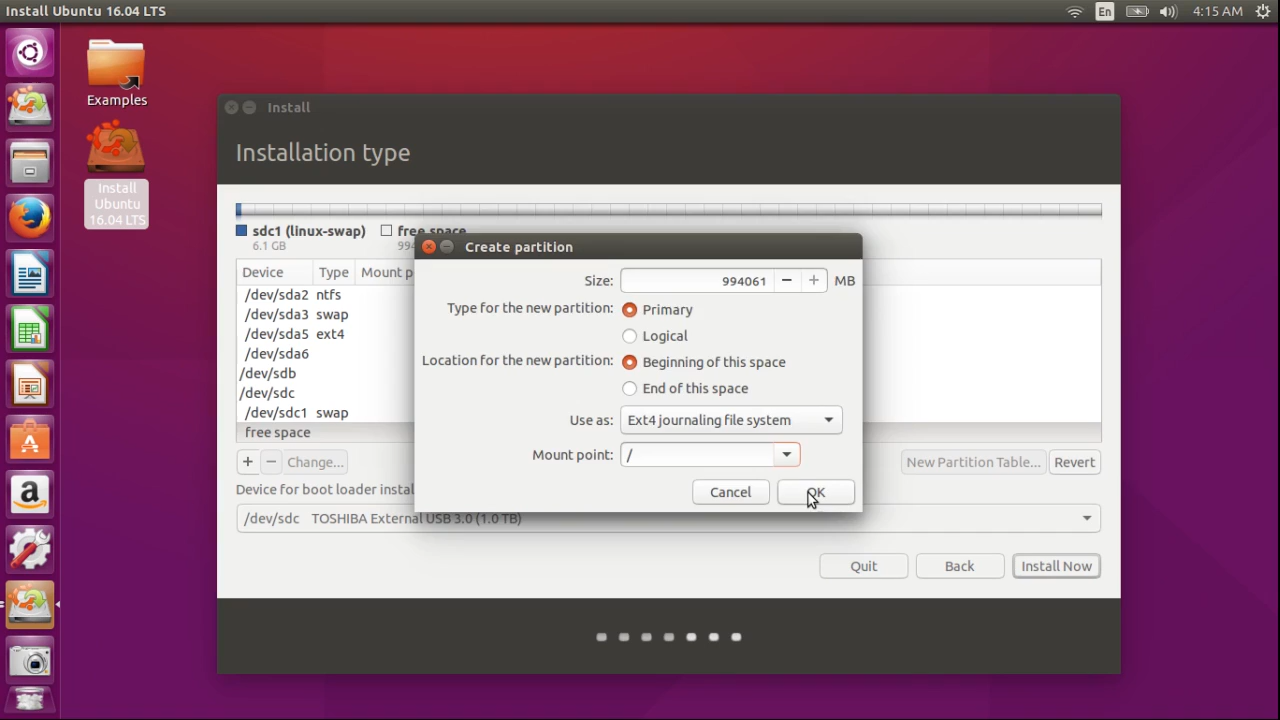 Install Ubuntu 16.04 LTS
En
4:15 AM
Examples
Install
Ubuntu
16.04 LTS
Install
Installation type
sdc1 (linux-swap)
free space
6.1 GB
Create partition
Device
Type
Size:
994061
MB
/dev/sda2 ntfs
Type for the new partition:
Primary
/dev/sda3 swap
/dev/sda5 ext4
Logical
/dev/sda6
Location for the new partition:
Beginning of this space
/dev/sdb
End of this space
/dev/sdc
/dev/sdc1 swap
Use as:
Ext4 journaling file system
free space
Mount point:
/
+
−
Change...
New Partition Table...
Revert
Device for boot loader
Cancel
OK
/dev/sdc TOSHIBA External USB 3.0 (1.0 TB)
Quit
Back
Install Now